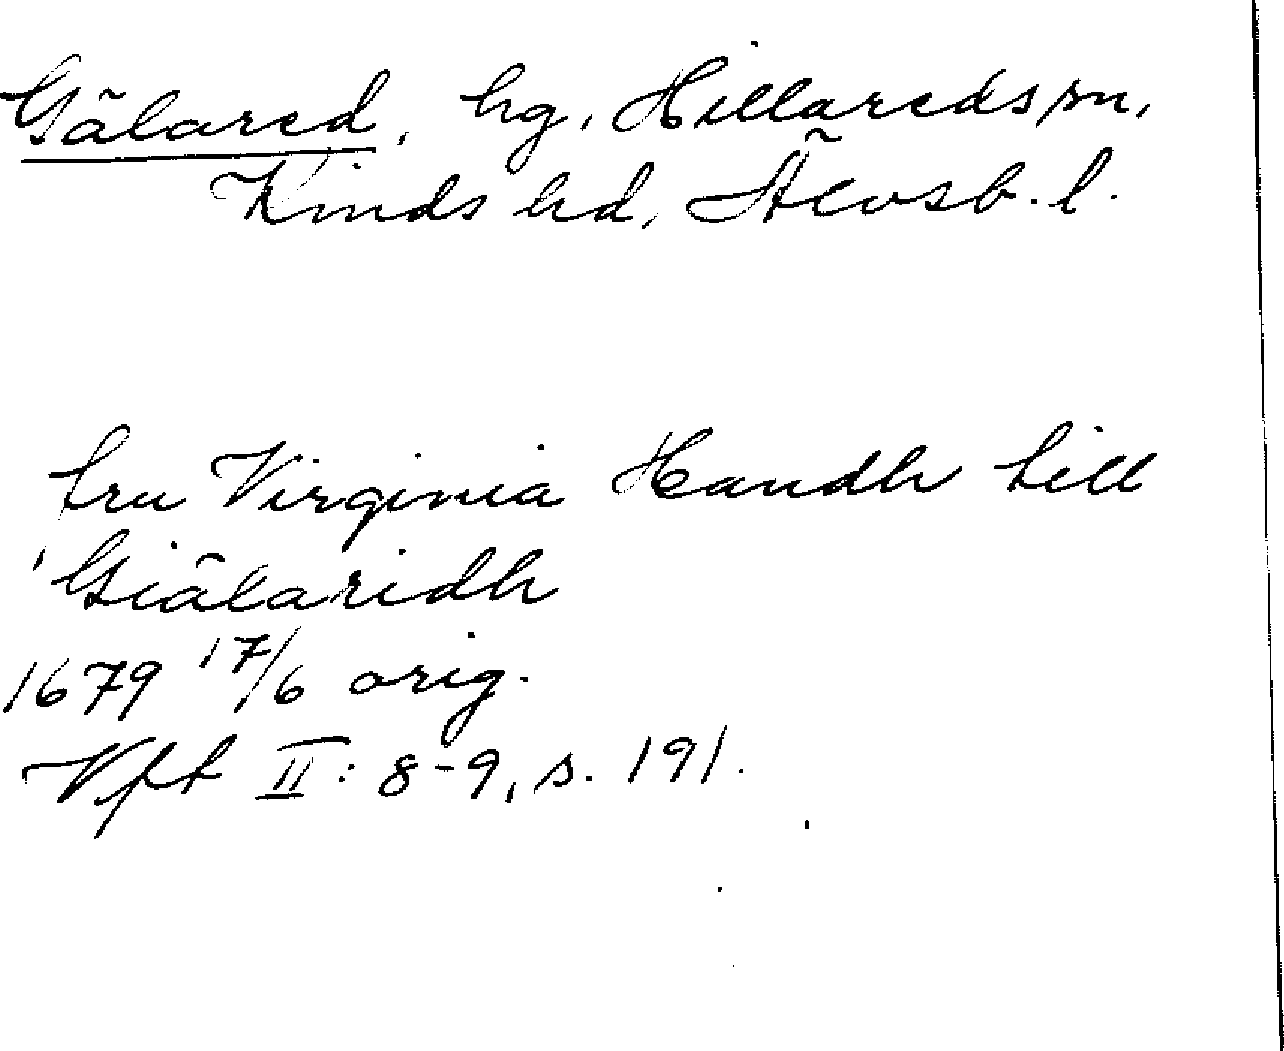 Gälared, hg, Hillareds sn,
Kinds hd, Älvsb. l.
fru Virginia Handh till
Giälaridh
1679 17/6 orig.
Vft II: 8-9, s. 191.